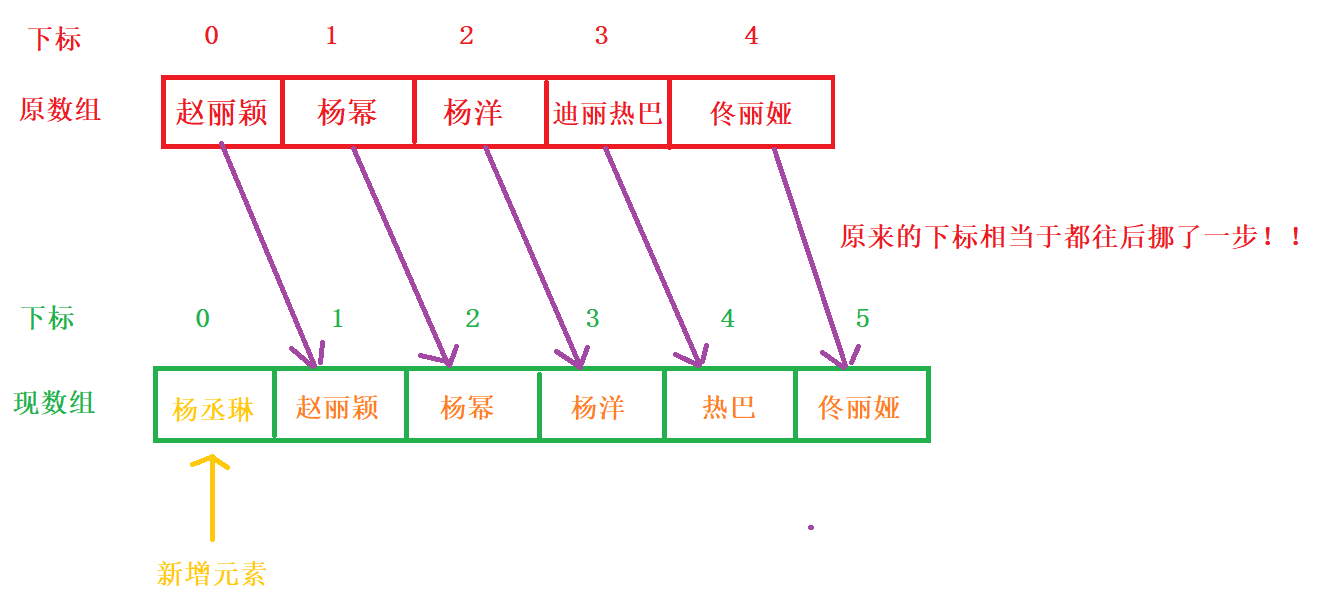 下标 0 1 2 3 4
原数组 赵丽颖 杨幂 杨洋 迪丽热巴 佟丽娅
原来的下标相当于都往后挪了一步！！
下标 0 1 2 3 4 5
现数组 杨丞琳 赵丽颖 杨幂 杨洋 热巴 佟丽娅
新增元素